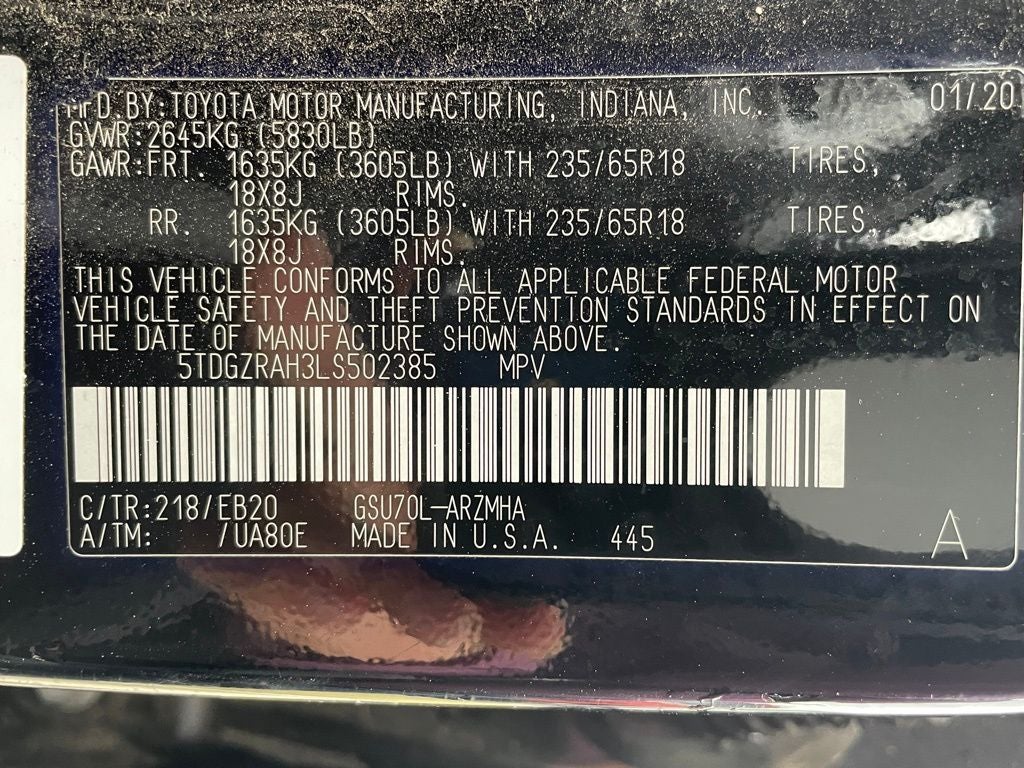 MFD.BY:TOYOTA MOTOR MANUFACTURING, INDIANA, INC. 01/20
GVWR:2645KG (5830LB)
GAWR:FRT. 1635KG (3605LB) WITH 235/65R18 TIRES,
18X8J RIMS.
RR. 1635KG (3605LB) WITH 235/65R18 TIRES,
18X8J RIMS.
THIS VEHICLE CONFORMS TO ALL APPLICABLE FEDERAL MOTOR
VEHICLE SAFETY AND THEFT PREVENTION STANDARDS IN EFFECT ON
THE DATE OF MANUFACTURE SHOWN ABOVE.
5TDGZRAH3LS502385 MPV
C/TR:218/EB20 GSU70L-ARZMHA
A/TM: /UA80E MADE IN U.S.A. 445 A